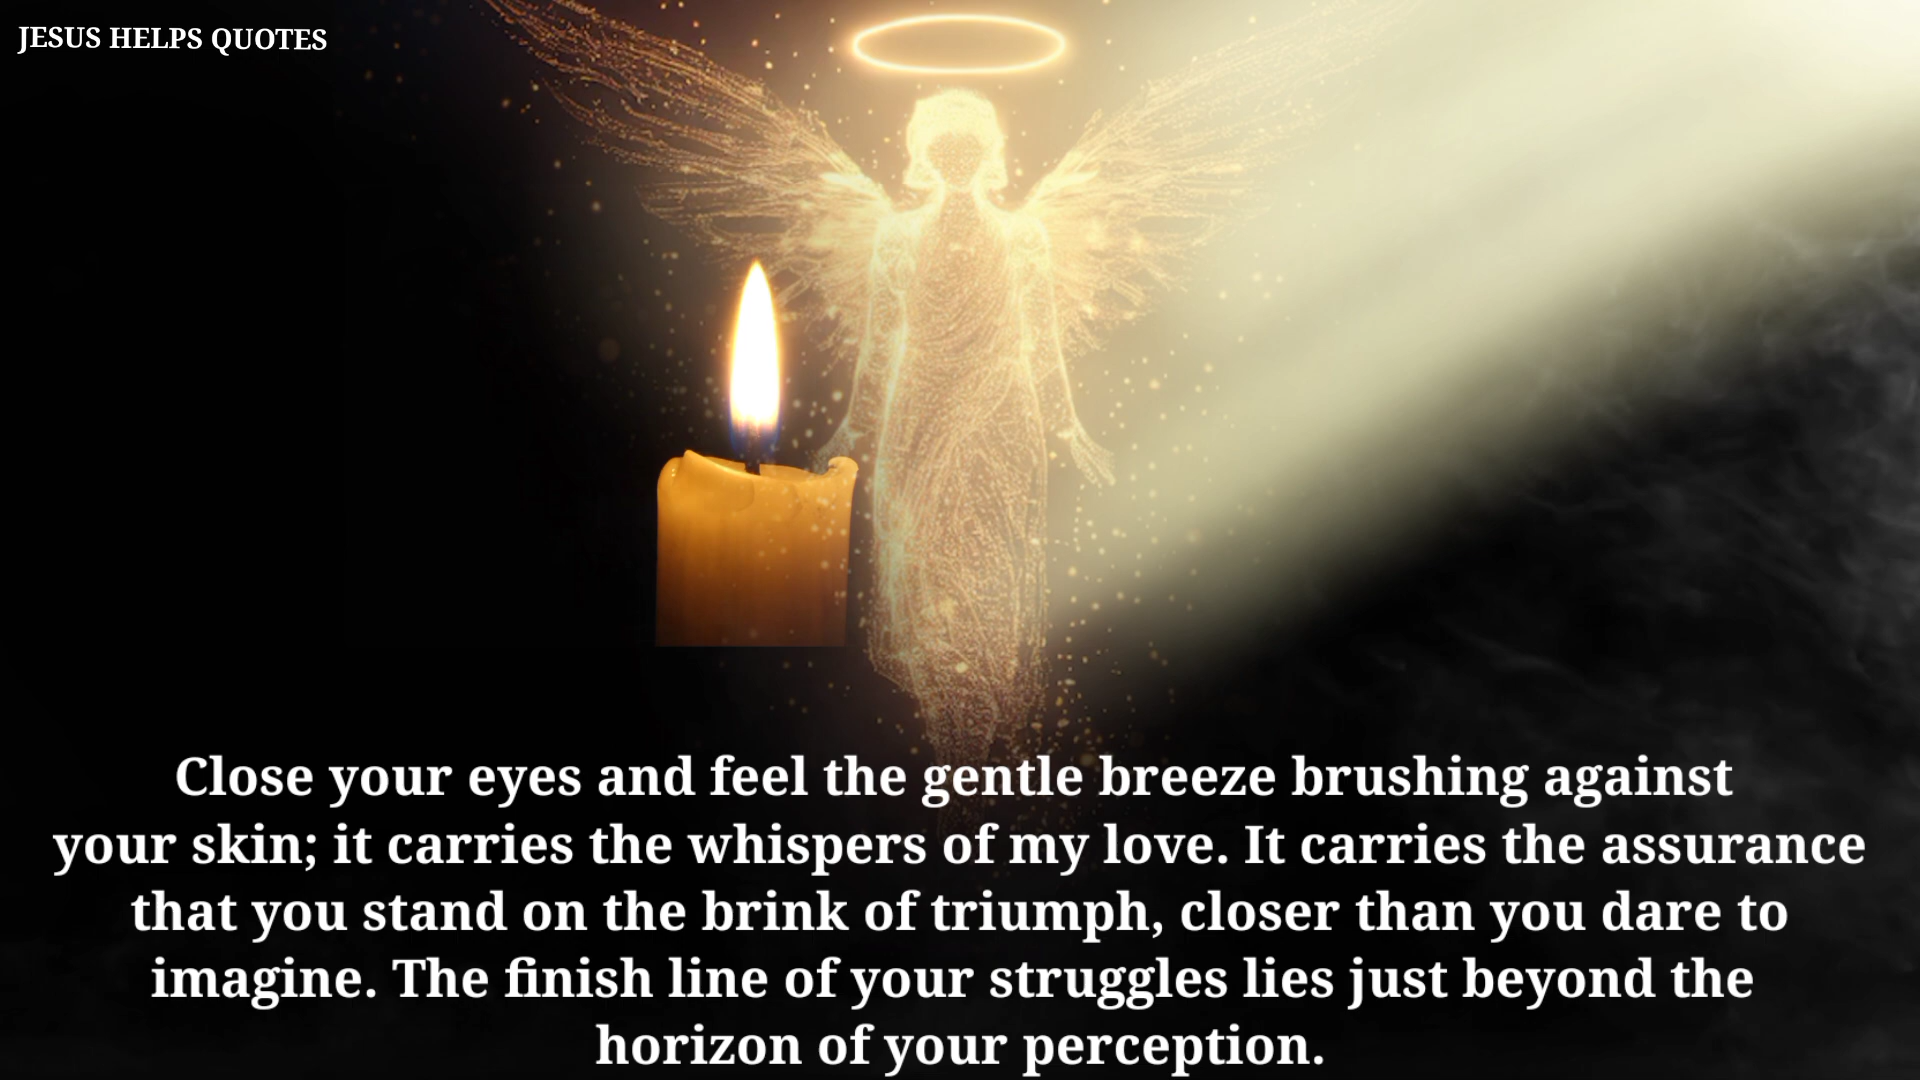 JESUS HELPS QUOTES
Close your eyes and feel the gentle breeze brushing against
your skin; it carries the whispers of my love. It carries the assurance
that you stand on the brink of triumph, closer than you dare to
imagine. The finish line of your struggles lies just beyond the
horizon of your perception.